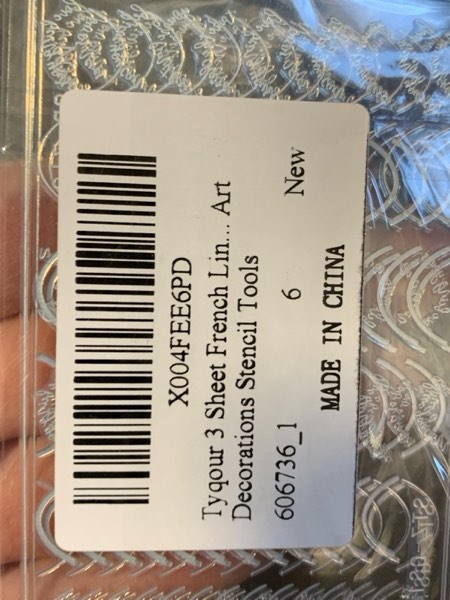 X004FEE6PD
Tyqour 3 Sheet French Lin... Art
Decorations Stencil Tools
606736_1 6 New
MADE IN CHINA